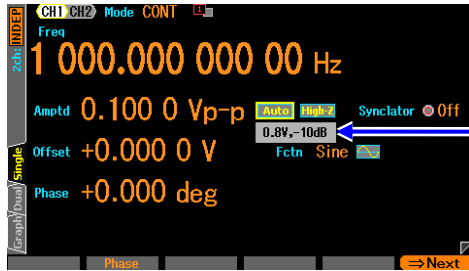 2ch: INDEP
CH1 CH2 Mode CONT 1
Freq
1 000.000 000 00 Hz
Amptd 0.100 0 Vp-p Auto High-Z Synclator Off
0.8V,-10dB
Offset +0.000 0 V Fctn Sine
Phase +0.000 deg
Graph Dual Single
Phase ⇒Next